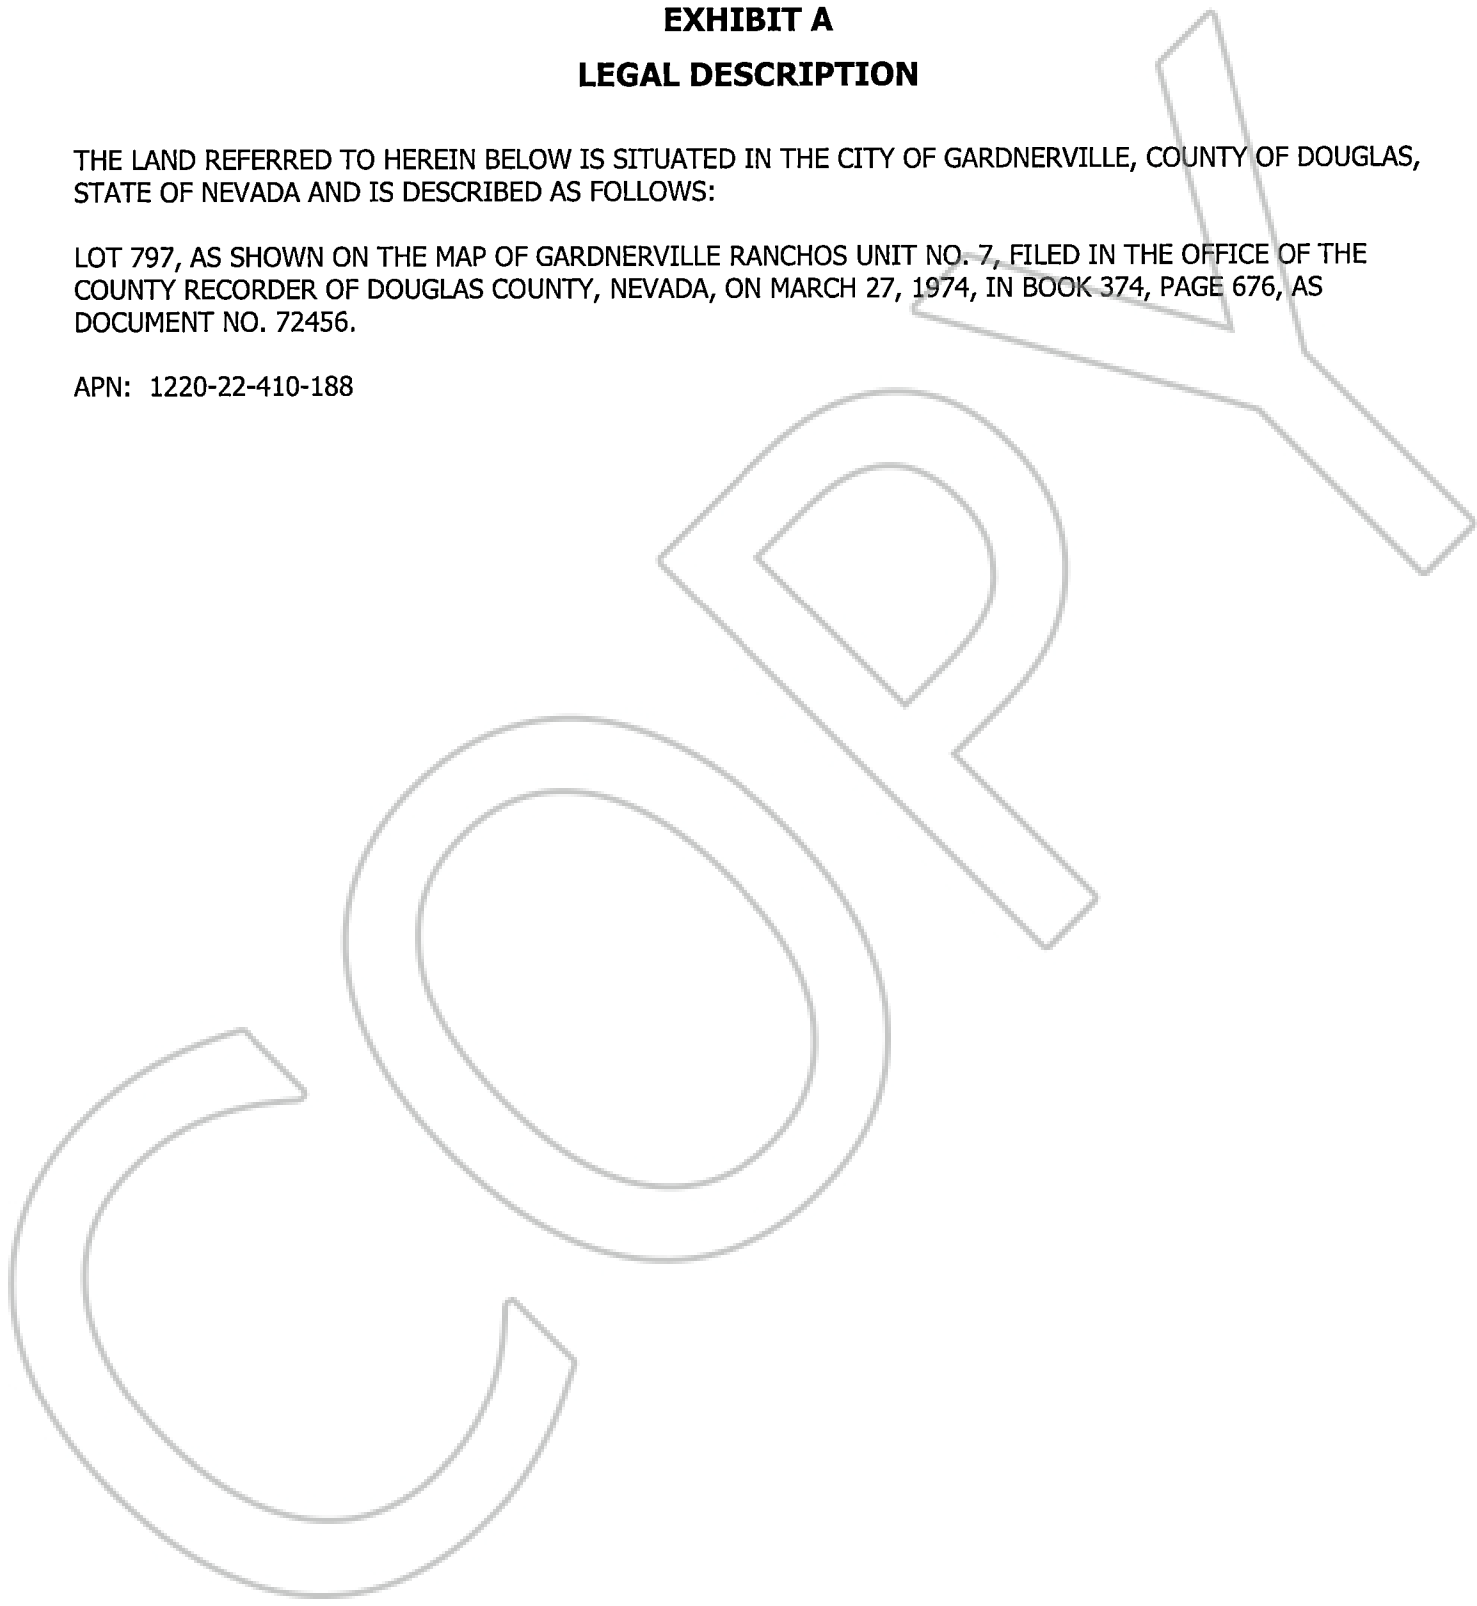 EXHIBIT A
LEGAL DESCRIPTION
THE LAND REFERRED TO HEREIN BELOW IS SITUATED IN THE CITY OF GARDNERVILLE, COUNTY OF DOUGLAS,
STATE OF NEVADA AND IS DESCRIBED AS FOLLOWS:
LOT 797, AS SHOWN ON THE MAP OF GARDNERVILLE RANCHOS UNIT NO. 7, FILED IN THE OFFICE OF THE
COUNTY RECORDER OF DOUGLAS COUNTY, NEVADA, ON MARCH 27, 1974, IN BOOK 374, PAGE 676, AS
DOCUMENT NO. 72456.
APN: 1220-22-410-188
COPY